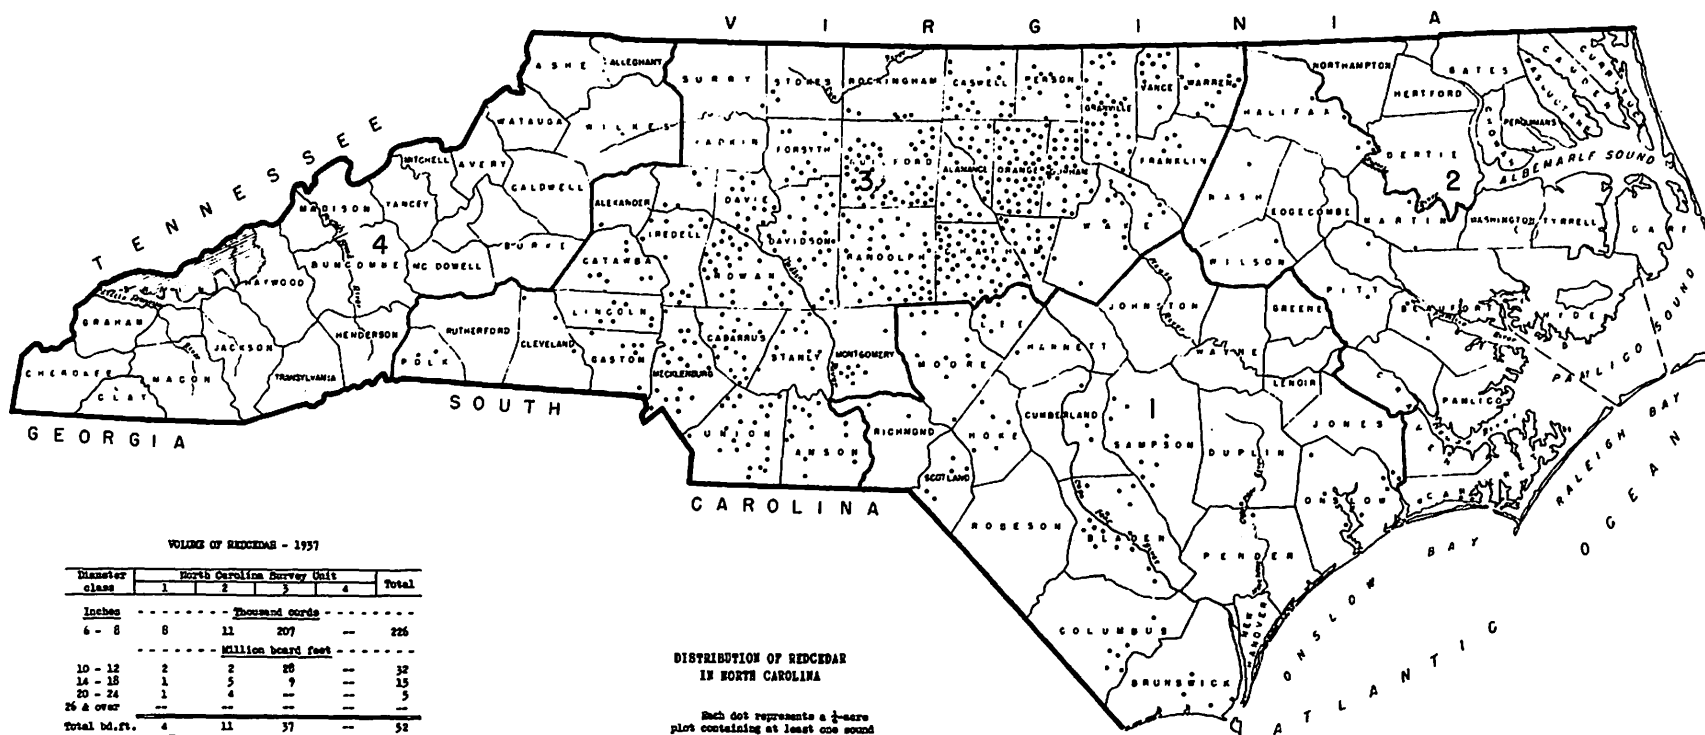 VIRGINIA
TENNESSEE
GEORGIA
SOUTH
CAROLINA
ASHE
ALLEGHANY
SURRY
STOKES
ROCKINGHAM
CASWELL
PERSON
GRANVILLE
VANCE
WARREN
NORTHAMPTON
GATES
HERTFORD
HALIFAX
WATAUGA
WILKES
YADKIN
FORSYTH
ALAMANCE
ORANGE
FRANKLIN
BERTIE
PERQUIMANS
ALBEMARLE SOUND
MITCHELL
AVERY
CALDWELL
ALEXANDER
IREDELL
DAVIE
DAVIDSON
RANDOLPH
WAKE
NASH
EDGECOMBE
MARTIN
WASHINGTON
TYRRELL
DARE
MADISON
YANCEY
BURKE
CATAWBA
ROWAN
WILSON
PITT
HYDE
BUNCOMBE
MC DOWELL
HAYWOOD
GRAHAM
JACKSON
HENDERSON
RUTHERFORD
LINCOLN
CLEVELAND
GASTON
CABARRUS
STANLY
MONTGOMERY
MOORE
LEE
HARNETT
JOHNSTON
WAYNE
GREENE
LENOIR
PAMLICO
PAMLICO SOUND
CHEROKEE
CLAY
MACON
TRANSYLVANIA
POLK
MECKLENBURG
UNION
ANSON
RICHMOND
HOKE
CUMBERLAND
SAMPSON
DUPLIN
JONES
ONSLOW
SCOTLAND
ROBESON
BLADEN
PENDER
COLUMBUS
BRUNSWICK
NEW HANOVER
RALEIGH BAY
ONSLOW BAY
ATLANTIC OCEAN
1
2
3
4
VOLUME OF REDCEDAR - 1937
Diameter class North Carolina Survey Unit Total
1 2 3 4
Inches Thousand cords
6 - 8 8 11 207 -- 226
Million board feet
10 - 12 2 2 28 -- 32
14 - 18 1 5 9 -- 15
20 - 24 1 4 -- -- 5
26 & over -- -- -- -- --
Total bd.ft. 4 11 37 -- 52
DISTRIBUTION OF REDCEDAR
IN NORTH CAROLINA
Each dot represents a ¼-acre
plot containing at least one sound